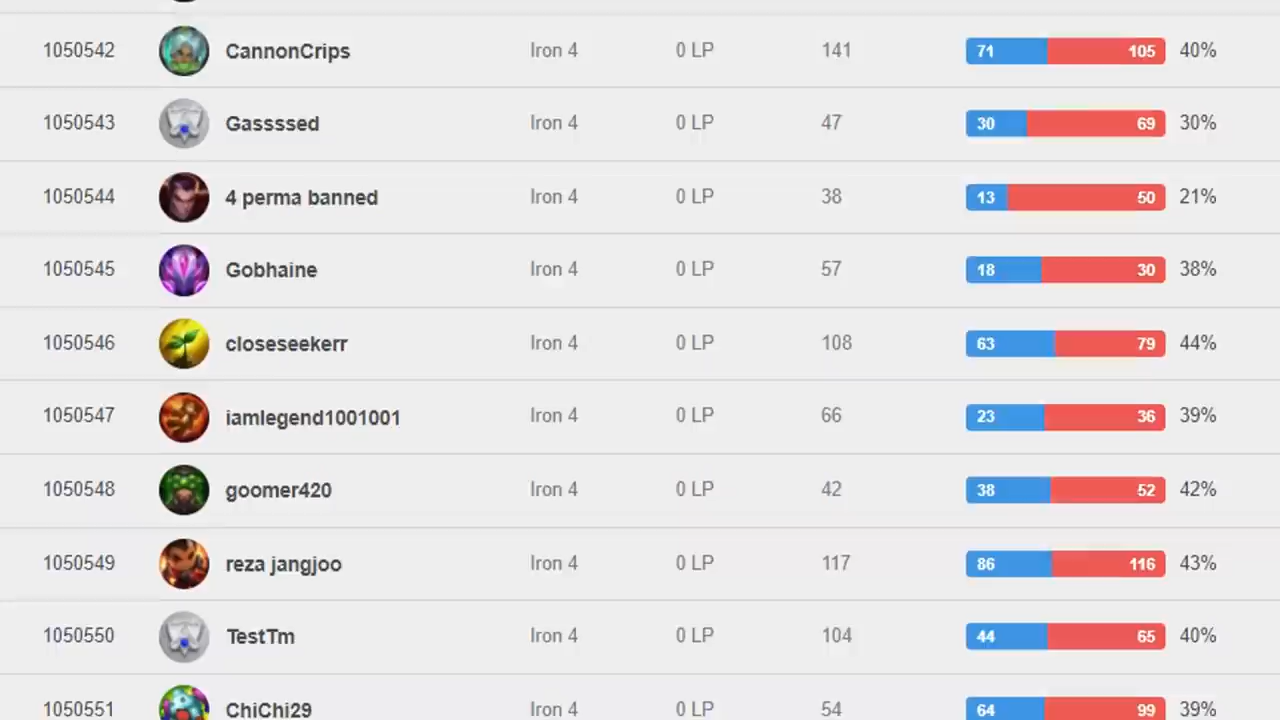 1050542 CannonCrips Iron 4 0 LP 141 71 105 40%
1050543 Gassssed Iron 4 0 LP 47 30 69 30%
1050544 4 perma banned Iron 4 0 LP 38 13 50 21%
1050545 Gobhaine Iron 4 0 LP 57 18 30 38%
1050546 closeseekerr Iron 4 0 LP 108 63 79 44%
1050547 iamlegend1001001 Iron 4 0 LP 66 23 36 39%
1050548 goomer420 Iron 4 0 LP 42 38 52 42%
1050549 reza jangjoo Iron 4 0 LP 117 86 116 43%
1050550 TestTm Iron 4 0 LP 104 44 65 40%
1050551 ChiChi29 Iron 4 0 LP 54 64 99 39%